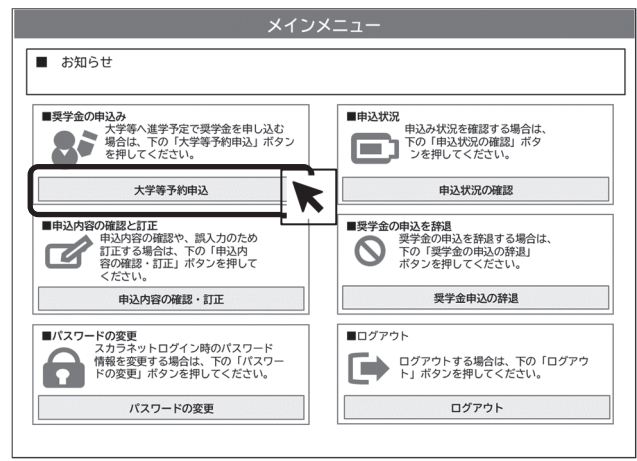 メインメニュー
■ お知らせ
■奨学金の申込み
大学等へ進学予定で奨学金を申し込む
場合は、下の「大学等予約申込」ボタン
を押してください。
大学等予約申込
■申込状況
申込み状況を確認する場合は、
下の「申込状況の確認」ボタ
ンを押してください。
申込状況の確認
■申込内容の確認と訂正
申込内容の確認や、誤入力のため
訂正する場合は、下の「申込内
容の確認・訂正」ボタンを押して
ください。
申込内容の確認・訂正
■奨学金の申込を辞退
奨学金の申込を辞退する場合は、
下の「奨学金の申込の辞退」
ボタンを押してください。
奨学金申込の辞退
■パスワードの変更
スカラネットログイン時のパスワード
情報を変更する場合は、下の「パスワー
ドの変更」ボタンを押してください。
パスワードの変更
■ログアウト
ログアウトする場合は、下の「ログアウ
ト」ボタンを押してください。
ログアウト